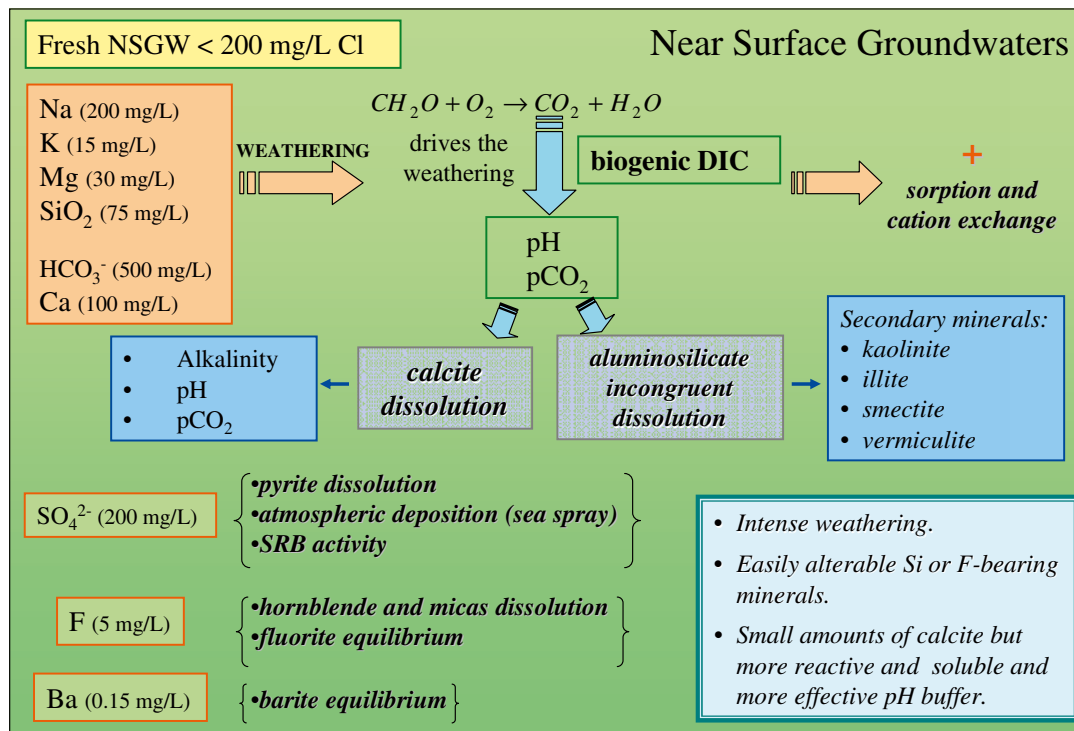 Fresh NSGW < 200 mg/L Cl
Near Surface Groundwaters
Na (200 mg/L)
K (15 mg/L)
Mg (30 mg/L)
SiO₂ (75 mg/L)
HCO₃⁻ (500 mg/L)
Ca (100 mg/L)
WEATHERING
CH₂O + O₂ → CO₂ + H₂O
drives the
weathering
biogenic DIC
+
sorption and
cation exchange
pH
pCO₂
• Alkalinity
• pH
• pCO₂
calcite
dissolution
aluminosilicate
incongruent
dissolution
Secondary minerals:
• kaolinite
• illite
• smectite
• vermiculite
SO₄²⁻ (200 mg/L)
•pyrite dissolution
•atmospheric deposition (sea spray)
•SRB activity
F (5 mg/L)
•hornblende and micas dissolution
•fluorite equilibrium
Ba (0.15 mg/L)
•barite equilibrium
• Intense weathering.
• Easily alterable Si or F-bearing
minerals.
• Small amounts of calcite but
more reactive and soluble and
more effective pH buffer.